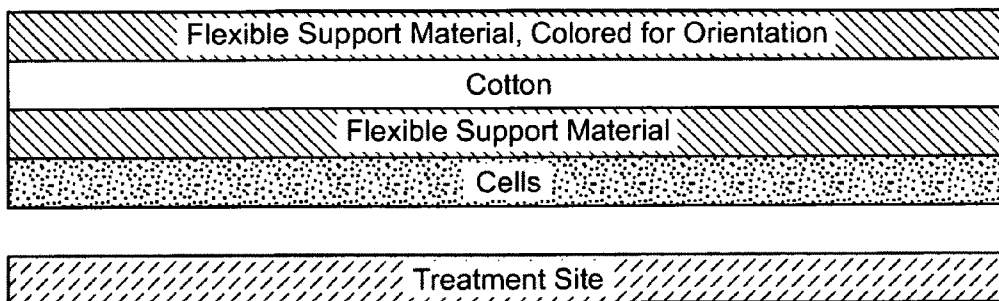 Flexible Support Material, Colored for Orientation
Cotton
Flexible Support Material
Cells
Treatment Site